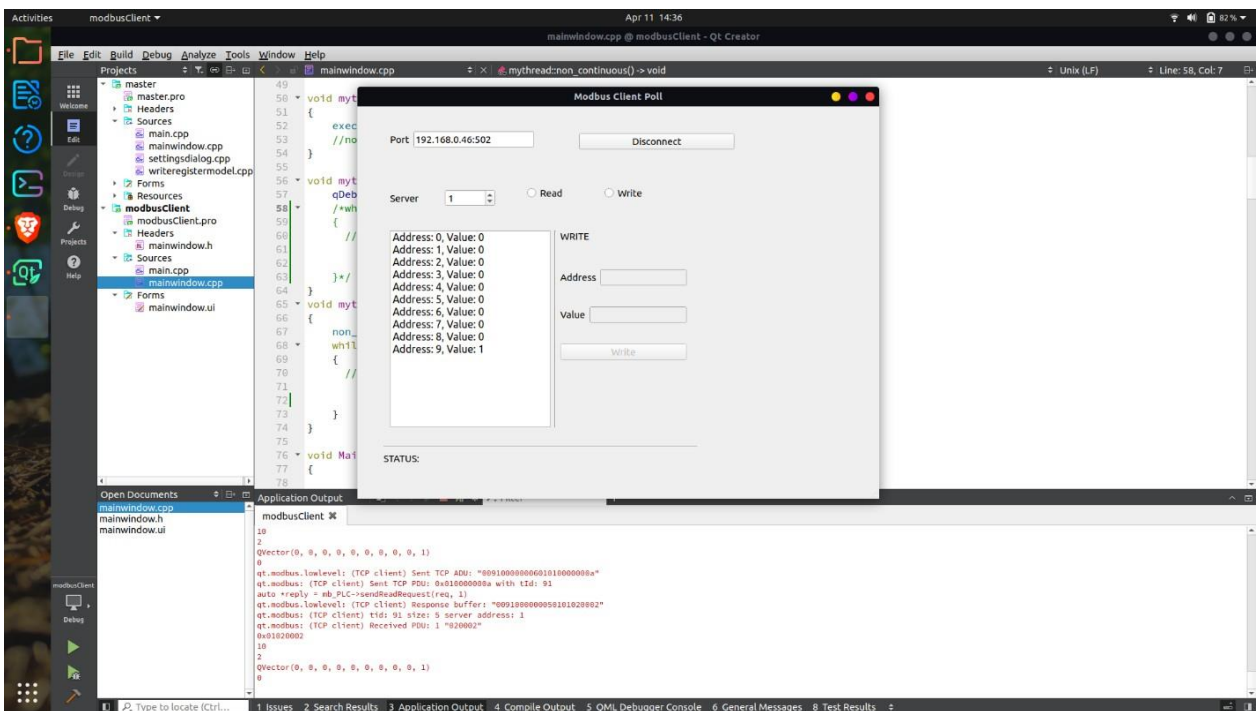 Activities modbusClient Apr 11 14:36 82 %
mainwindow.cpp @ modbusClient - Qt Creator
File Edit Build Debug Analyze Tools Window Help
Projects mainwindow.cpp mythread::non_continuous() -> void Unix (LF) Line: 58, Col: 7
Welcome
Edit
Design
Debug
Projects
Help
master
master.pro
Headers
Sources
main.cpp
mainwindow.cpp
settingsdialog.cpp
writeregistermodel.cpp
Forms
Resources
modbusClient
modbusClient.pro
Headers
mainwindow.h
Sources
main.cpp
mainwindow.cpp
Forms
mainwindow.ui
49
50 void myt
51 {
52 exec
53 //no
54 }
55
56 void myt
57 qDeb
58 /*wh
59 {
60 //
61
62
63 }*/
64 }
65 void myt
66 {
67 non_
68 whil
69 {
70 //
71
72
73 }
74 }
75
76 void Mai
77 {
78
Modbus Client Poll
Port 192.168.0.46:502 Disconnect
Server 1 Read Write
Address: 0, Value: 0
Address: 1, Value: 0
Address: 2, Value: 0
Address: 3, Value: 0
Address: 4, Value: 0
Address: 5, Value: 0
Address: 6, Value: 0
Address: 7, Value: 0
Address: 8, Value: 0
Address: 9, Value: 1
WRITE
Address
Value
Write
STATUS:
Open Documents
mainwindow.cpp
mainwindow.h
mainwindow.ui
Application Output
modbusClient
10
2
QVector(0, 0, 0, 0, 0, 0, 0, 0, 0, 1)
0
qt.modbus.lowlevel: (TCP client) Sent TCP ADU: "00910000000601010000000a"
qt.modbus: (TCP client) Sent TCP PDU: 0x010000000a with tId: 91
auto *reply = mb_PLC->sendReadRequest(req, 1)
qt.modbus.lowlevel: (TCP client) Response buffer: "0091000000050101020002"
qt.modbus: (TCP client) tid: 91 size: 5 server address: 1
qt.modbus: (TCP client) Received PDU: 1 "020002"
0x01020002
10
2
QVector(0, 0, 0, 0, 0, 0, 0, 0, 0, 1)
0
modbusClient
Debug
Type to locate (Ctrl... 1 Issues 2 Search Results 3 Application Output 4 Compile Output 5 QML Debugger Console 6 General Messages 8 Test Results